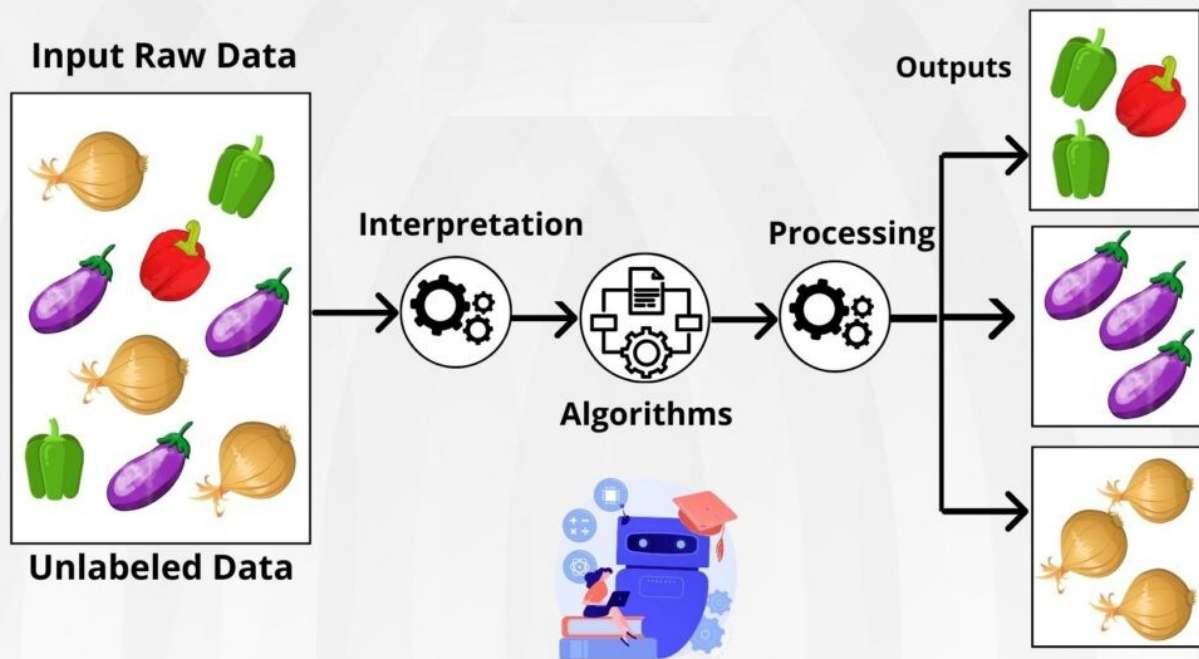 Input Raw Data
Outputs
Interpretation
Processing
Algorithms
Unlabeled Data